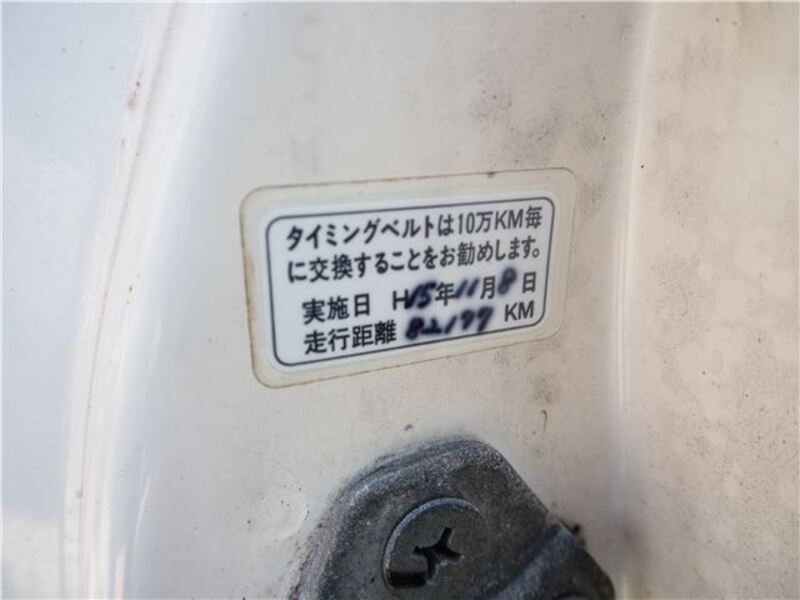 タイミングベルトは10万KM毎
に交換することをお勧めします。
実施日 H15年11月8日
走行距離 82197 KM